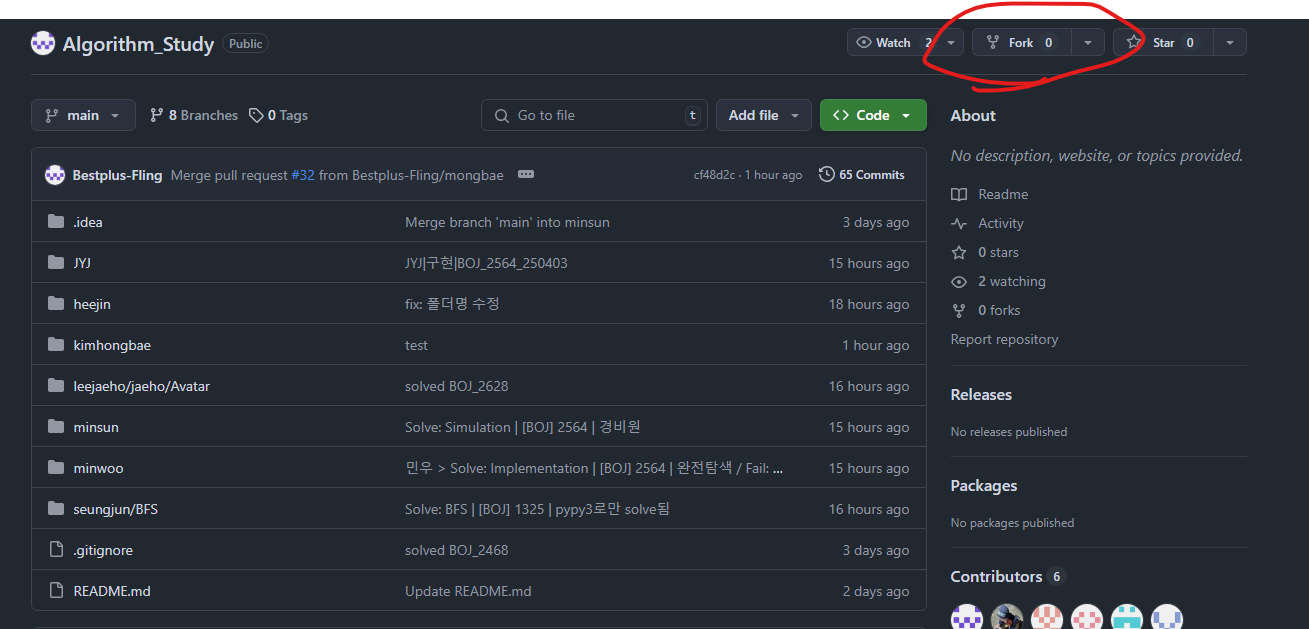 Algorithm_Study Public Watch 2 Fork 0 Star 0
main 8 Branches 0 Tags Go to file t Add file Code
Bestplus-Fling Merge pull request #32 from Bestplus-Fling/mongbae cf48d2c · 1 hour ago 65 Commits
.idea Merge branch 'main' into minsun 3 days ago
JYJ JYJ|구현|BOJ_2564_250403 15 hours ago
heejin fix: 폴더명 수정 18 hours ago
kimhongbae test 1 hour ago
leejaeho/jaeho/Avatar solved BOJ_2628 16 hours ago
minsun Solve: Simulation | [BOJ] 2564 | 경비원 15 hours ago
minwoo 민우 > Solve: Implementation | [BOJ] 2564 | 완전탐색 / Fail: ... 15 hours ago
seungjun/BFS Solve: BFS | [BOJ] 1325 | pypy3로만 solve됨 16 hours ago
.gitignore solved BOJ_2468 3 days ago
README.md Update README.md 2 days ago
About
No description, website, or topics provided.
Readme
Activity
0 stars
2 watching
0 forks
Report repository
Releases
No releases published
Packages
No packages published
Contributors 6